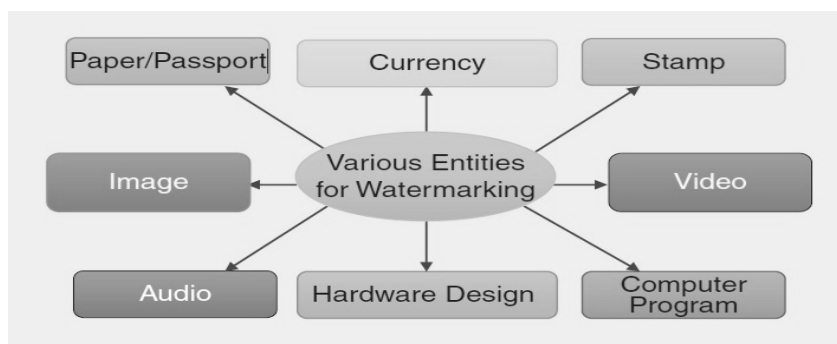 Paper/Passport
Currency
Stamp
Various Entities
for Watermarking
Image
Video
Audio
Hardware Design
Computer
Program